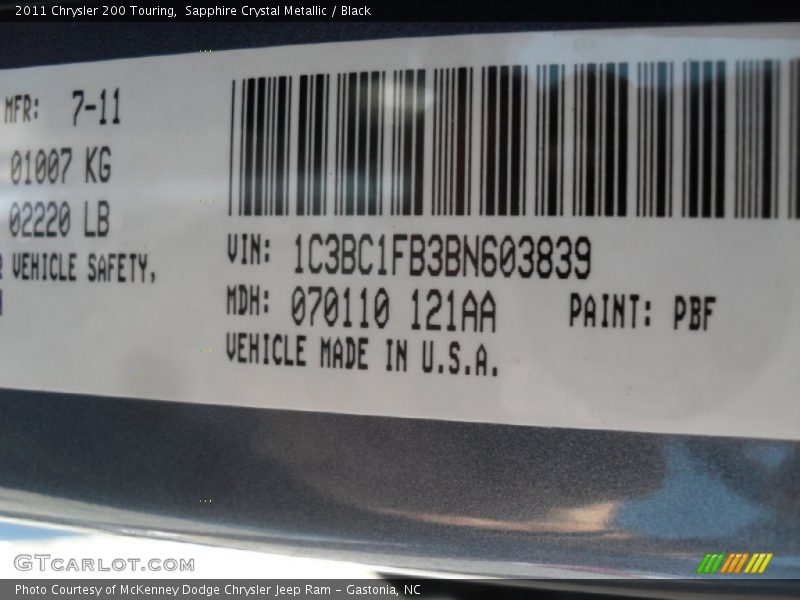 2011 Chrysler 200 Touring, Sapphire Crystal Metallic / Black
MFR: 7-11
01007 KG
02220 LB
VEHICLE SAFETY,
VIN: 1C3BC1FB3BN603839
MDH: 070110 121AA PAINT: PBF
VEHICLE MADE IN U.S.A.
GTCARLOT.COM
Photo Courtesy of McKenney Dodge Chrysler Jeep Ram - Gastonia, NC